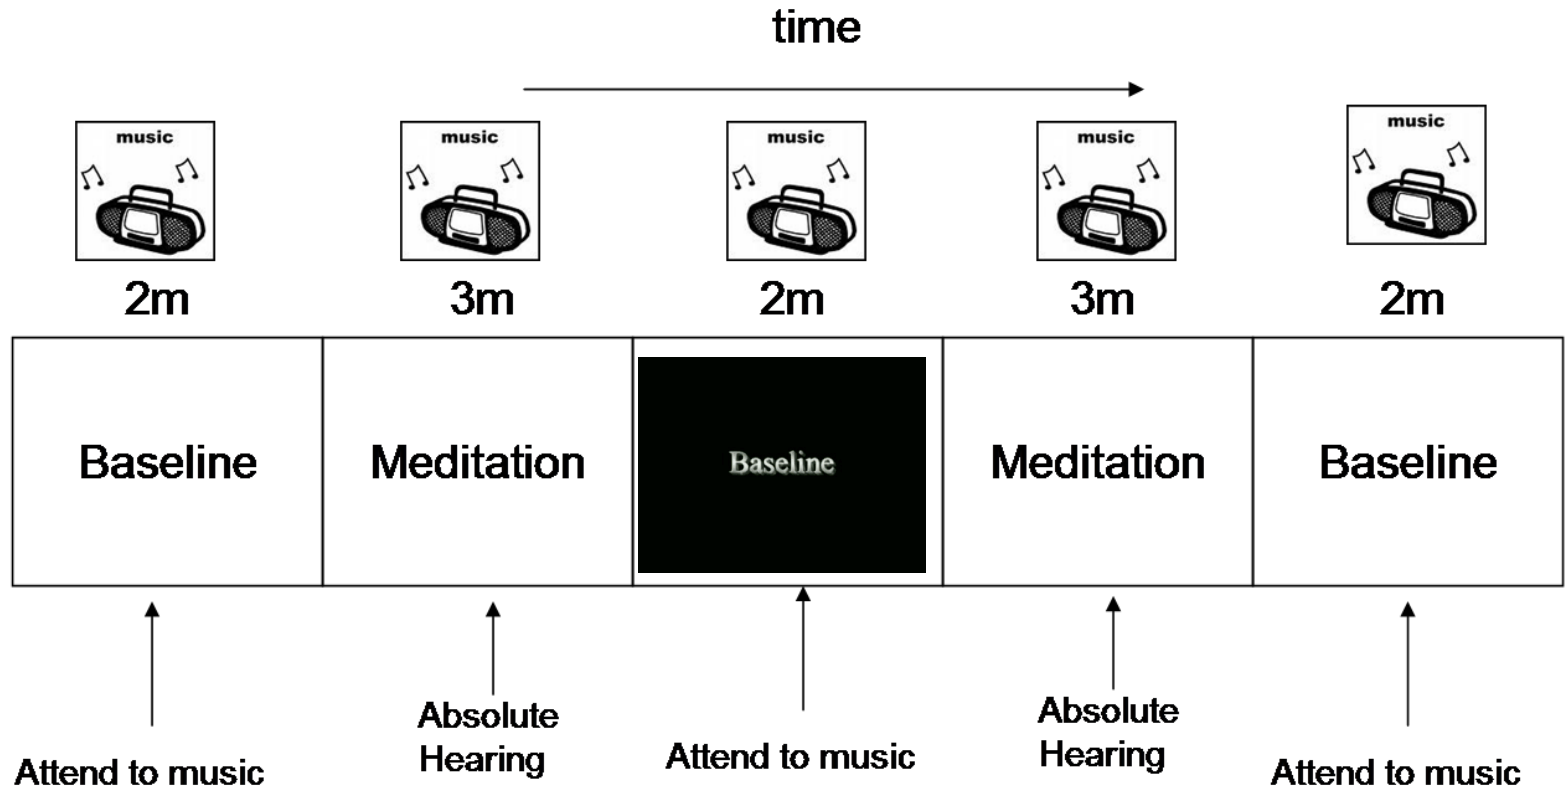 time
music
music
music
music
music
2m
3m
2m
3m
2m
Baseline
Meditation
Baseline
Meditation
Baseline
Attend to music
Absolute
Hearing
Attend to music
Absolute
Hearing
Attend to music